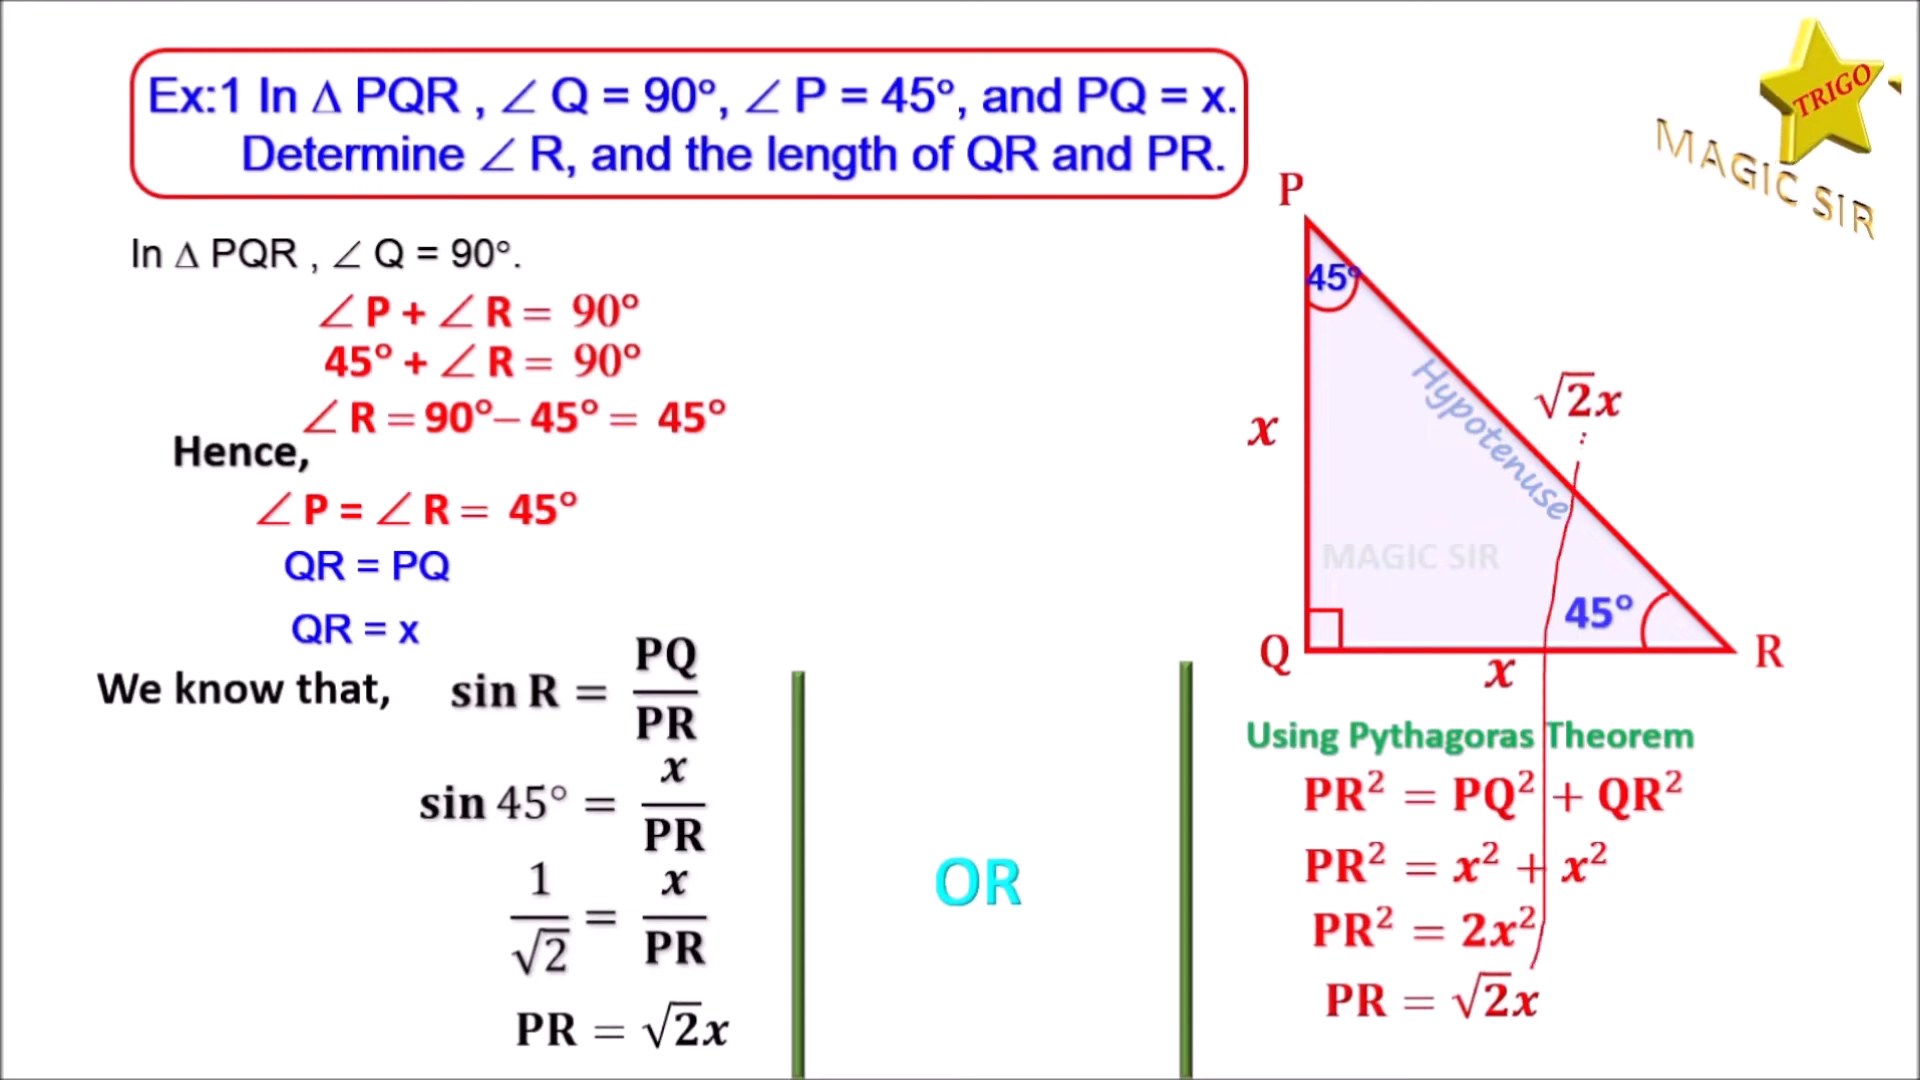 Ex:1 In Δ PQR , ∠ Q = 90°, ∠ P = 45°, and PQ = x.
Determine ∠ R, and the length of QR and PR.
TRIGO
MAGIC SIR
In Δ PQR , ∠ Q = 90°.
∠ P + ∠ R = 90°
45° + ∠ R = 90°
∠ R = 90°– 45° = 45°
Hence,
∠ P = ∠ R = 45°
QR = PQ
QR = x
We know that, sin R = PQ/PR
sin 45° = x/PR
1/√2 = x/PR
PR = √2x
OR
P
45°
Hypotenuse
√2x
x
MAGIC SIR
45°
Q
R
x
Using Pythagoras Theorem
PR² = PQ² + QR²
PR² = x² + x²
PR² = 2x²
PR = √2x